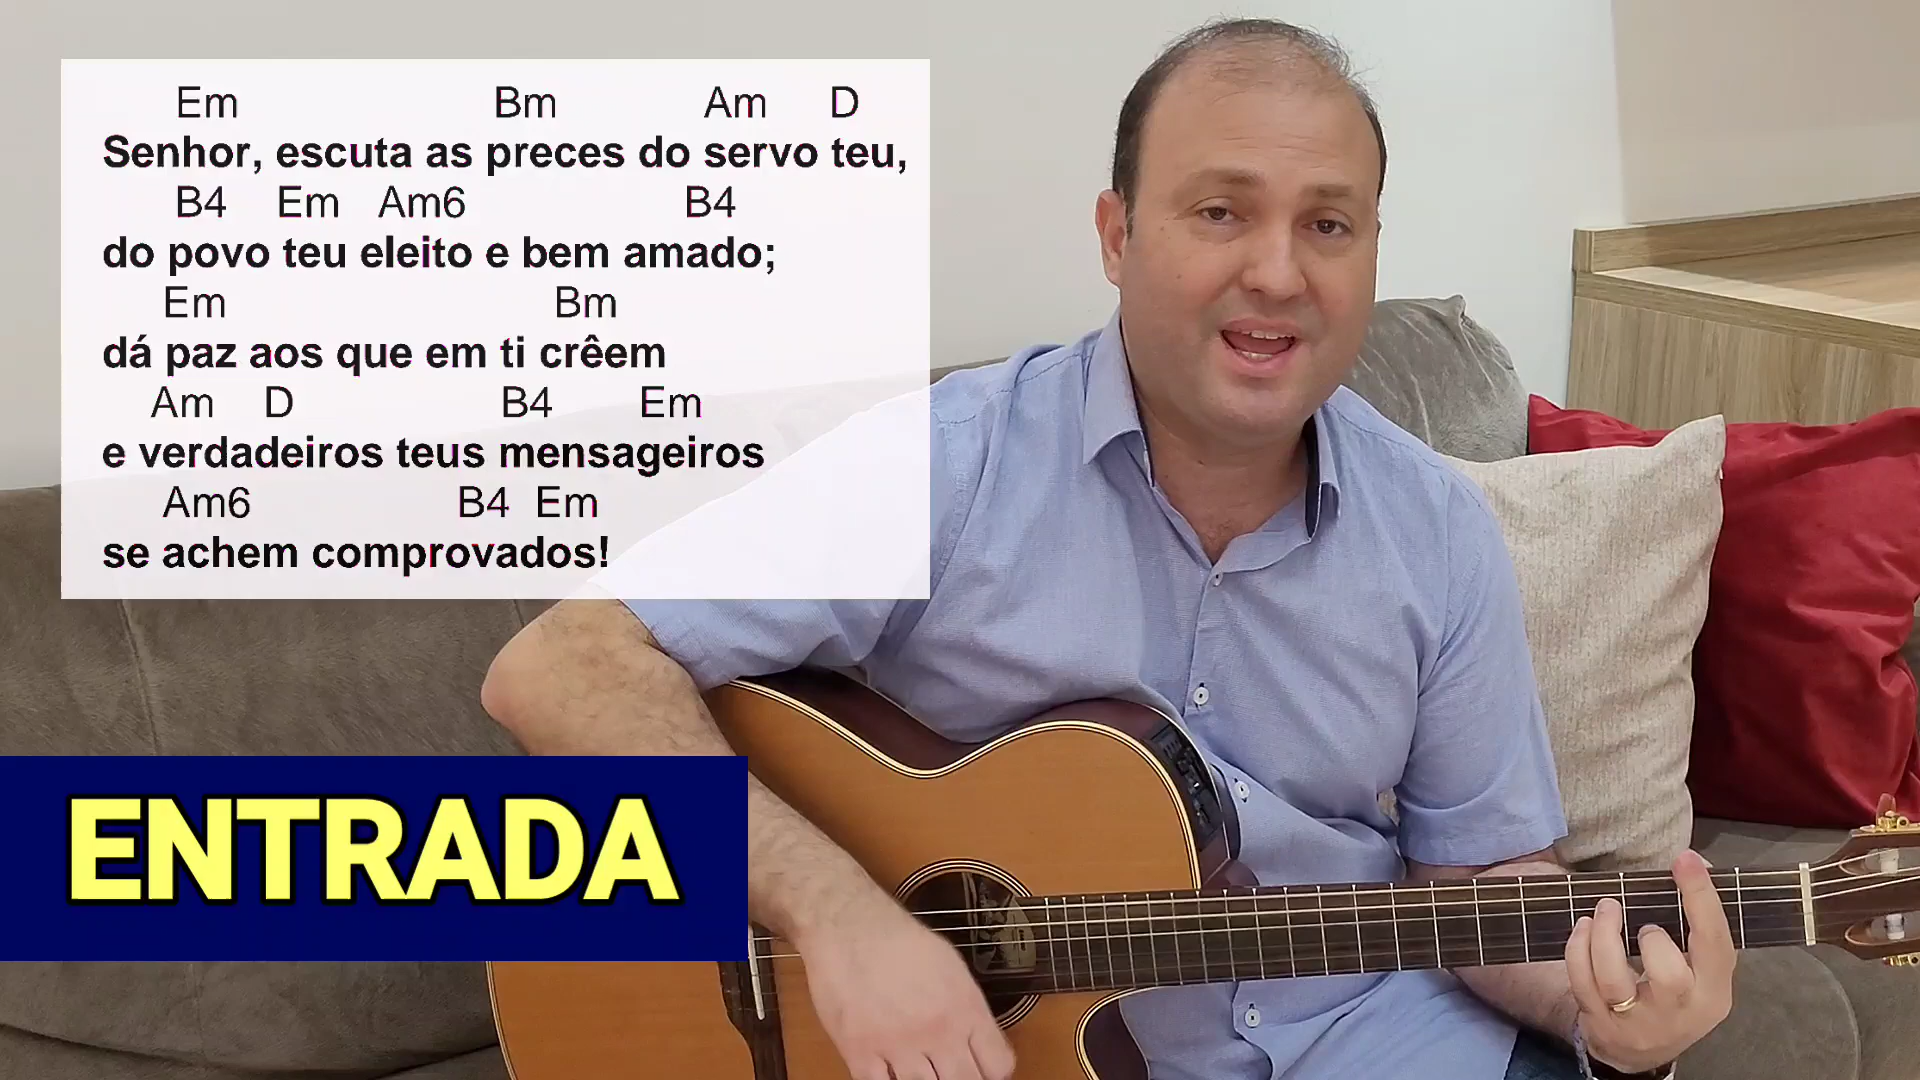 Em Bm Am D
Senhor, escuta as preces do servo teu,
B4 Em Am6 B4
do povo teu eleito e bem amado;
Em Bm
dá paz aos que em ti crêem
Am D B4 Em
e verdadeiros teus mensageiros
Am6 B4 Em
se achem comprovados!
ENTRADA